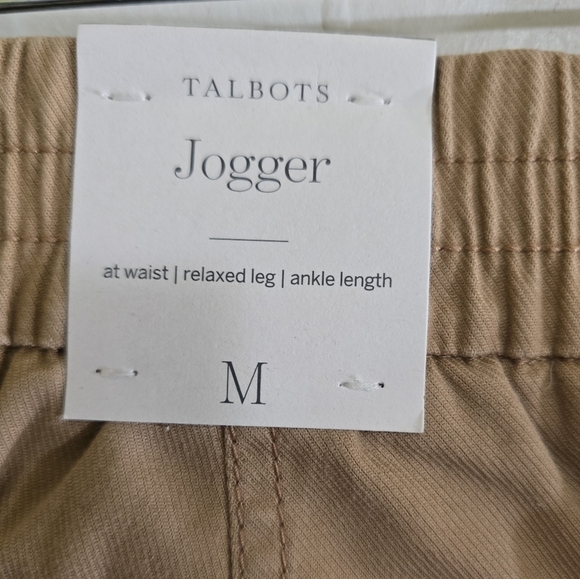 TALBOTS
Jogger
at waist | relaxed leg | ankle length
M